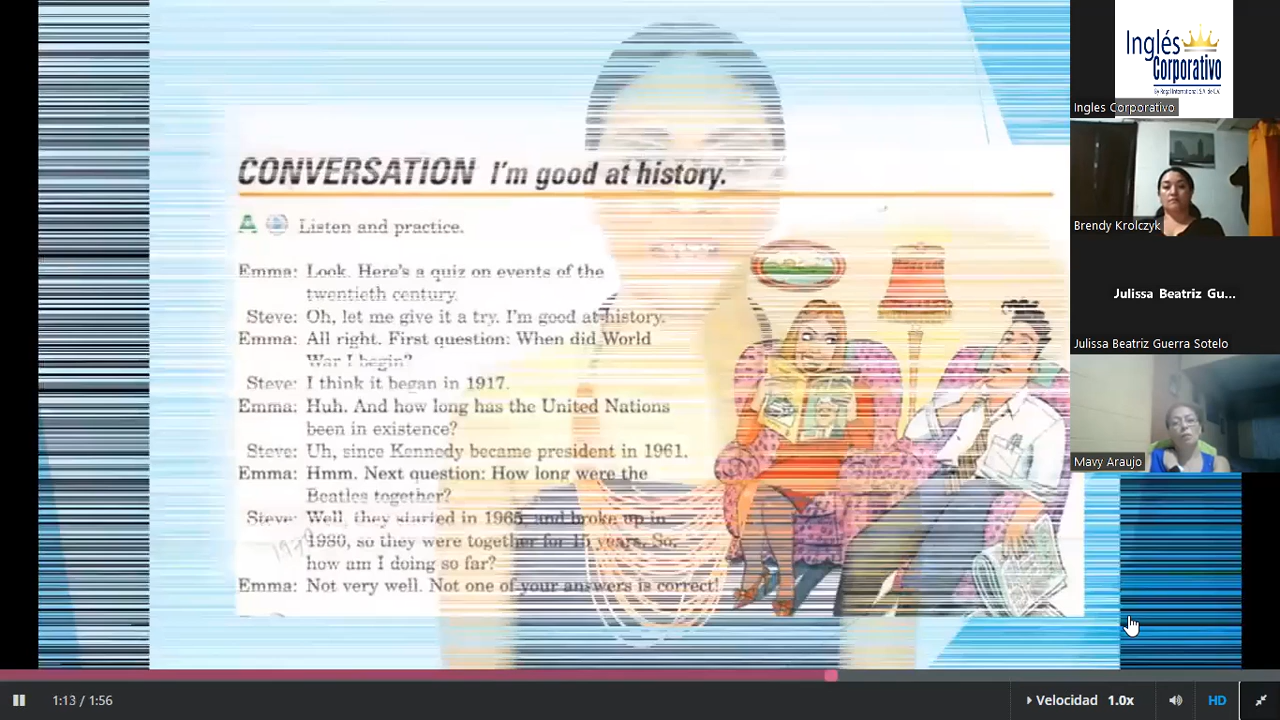 CONVERSATION I'm good at history.
A Listen and practice.
Emma: Look. Here's a quiz on events of the
twentieth century.
Steve: Oh, let me give it a try. I'm good at history.
Emma: All right. First question: When did World
War I begin?
Steve: I think it began in 1917.
Emma: Huh. And how long has the United Nations
been in existence?
Steve: Uh, since Kennedy became president in 1961.
Emma: Hmm. Next question: How long were the
Beatles together?
Steve: Well, they started in 1965, and broke up in
1980, so they were together for 15 years. So,
how am I doing so far?
Emma: Not very well. Not one of your answers is correct!
Inglés
Corporativo
Ingles Corporativo
Brendy Krolczyk
Julissa Beatriz Gu...
Julissa Beatriz Guerra Sotelo
Mavy Araujo
1:13 / 1:56
Velocidad 1.0x
HD